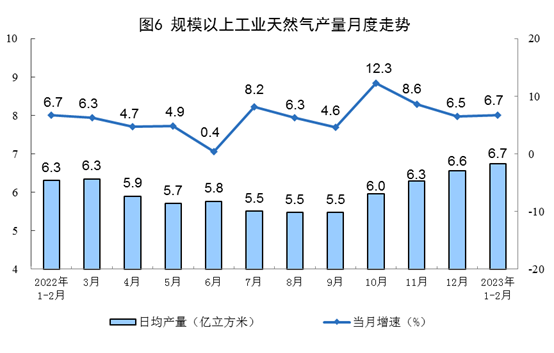 图6 规模以上工业天然气产量月度走势
10
9
8
7
6
5
4
20
10
0
-10
-20
6.7 6.3 4.7 4.9 0.4 8.2 6.3 4.6 12.3 8.6 6.5 6.7
6.3 6.3 5.9 5.7 5.8 5.5 5.5 5.5 6.0 6.3 6.6 6.7
2022年 3月 4月 5月 6月 7月 8月 9月 10月 11月 12月 2023年
1-2月 1-2月
日均产量（亿立方米） 当月增速（%）